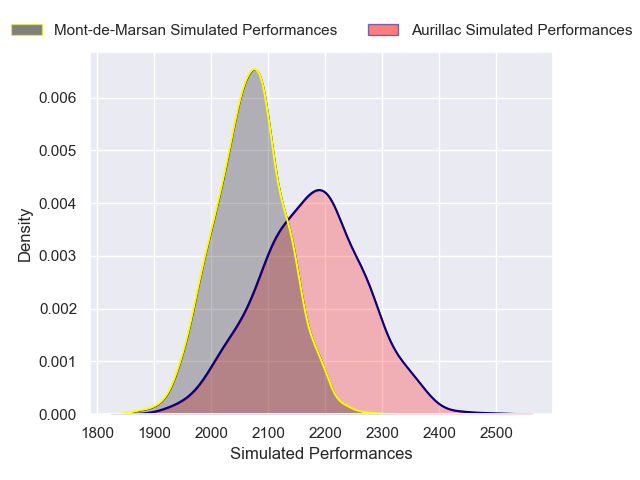 Mont-de-Marsan Simulated Performances Aurillac Simulated Performances
0.006
0.005
0.004
0.003
0.002
0.001
0.000
Density
1800 1900 2000 2100 2200 2300 2400 2500
Simulated Performances